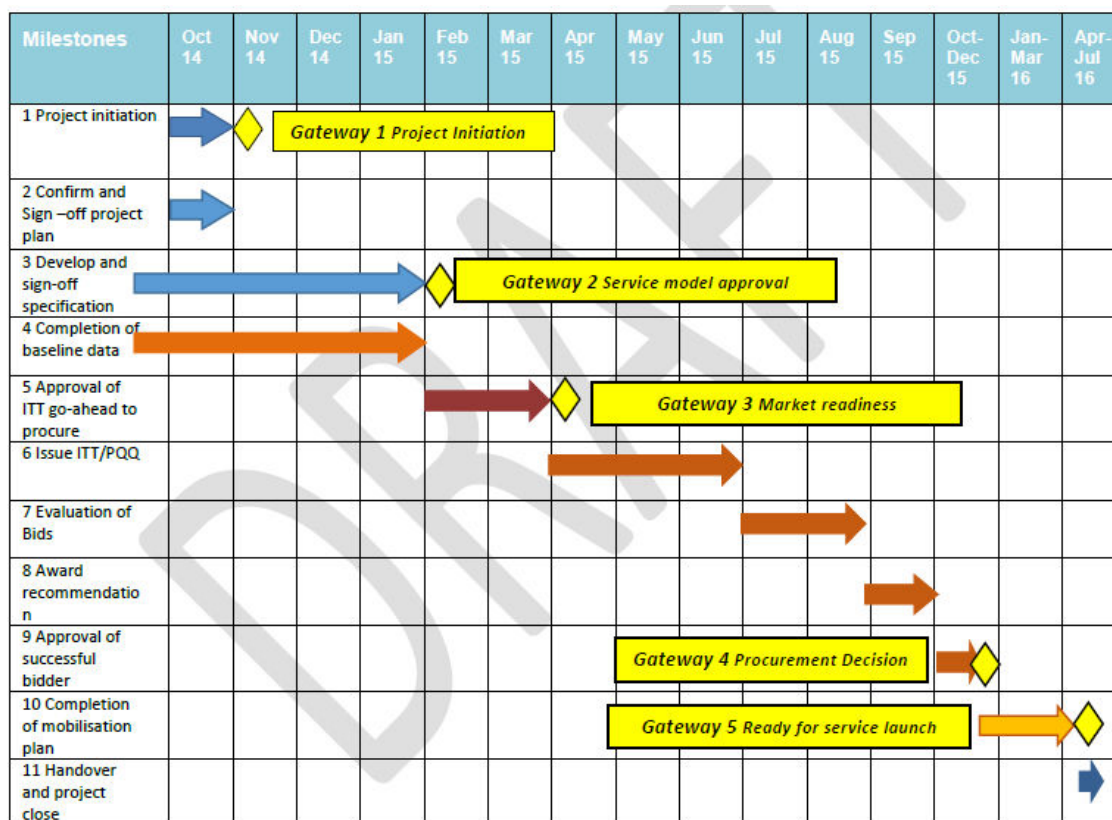 Milestones
Oct
14
Nov
14
Dec
14
Jan
15
Feb
15
Mar
15
Apr
15
May
15
Jun
15
Jul
15
Aug
15
Sep
15
Oct-
Dec
15
Jan-
Mar
16
Apr-
Jul
16
1 Project initiation
Gateway 1 Project Initiation
2 Confirm and
Sign –off project
plan
3 Develop and
sign-off
specification
Gateway 2 Service model approval
4 Completion of
baseline data
5 Approval of
ITT go-ahead to
procure
Gateway 3 Market readiness
6 Issue ITT/PQQ
7 Evaluation of
Bids
8 Award
recommendatio
n
9 Approval of
successful
bidder
Gateway 4 Procurement Decision
10 Completion
of mobilisation
plan
Gateway 5 Ready for service launch
11 Handover
and project
close
DRAFT